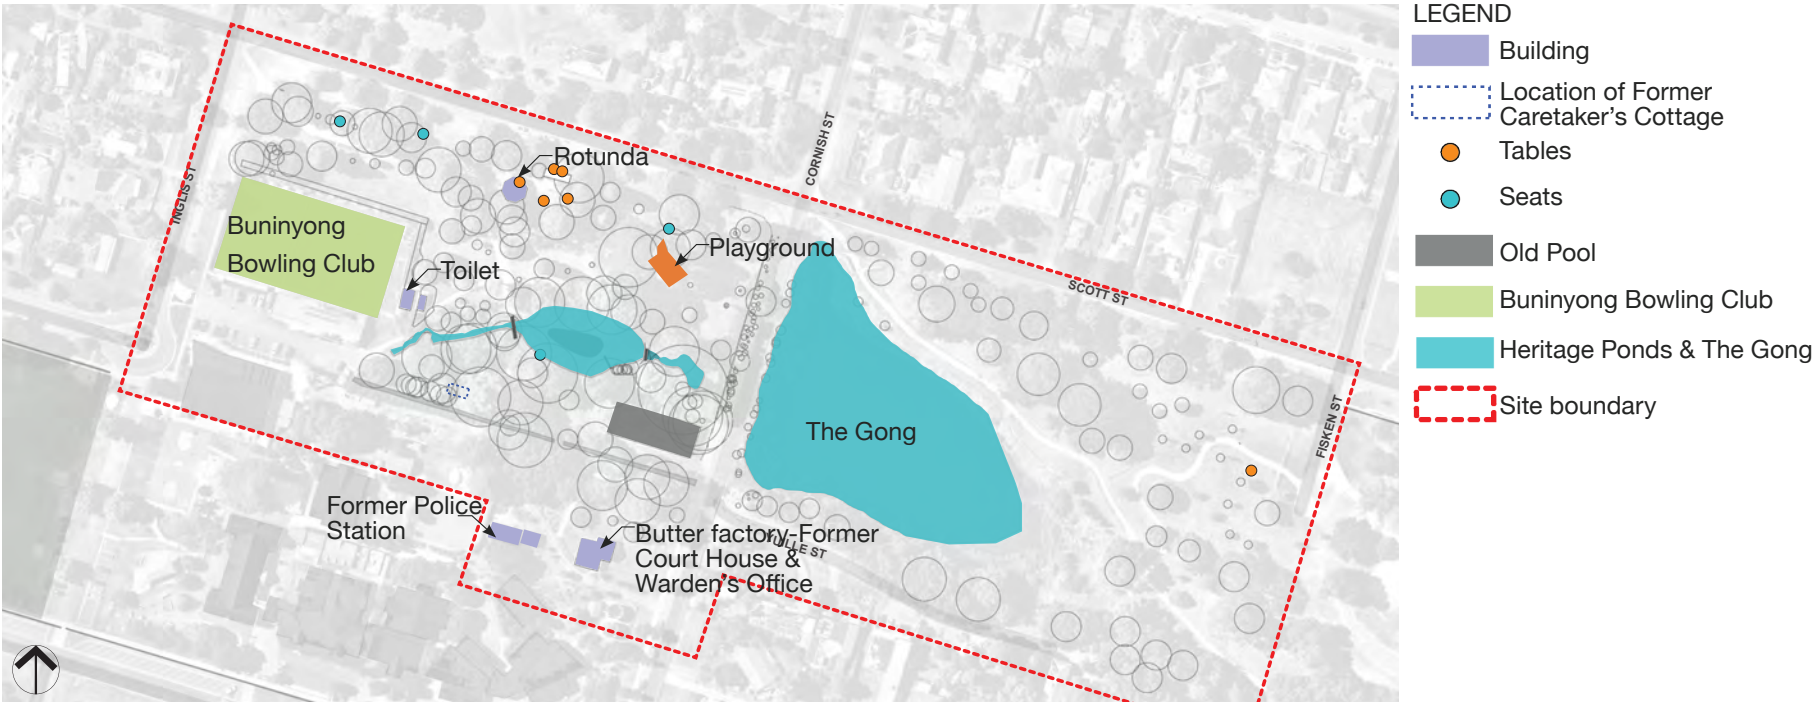 LEGEND
Building
Location of Former
Caretaker's Cottage
Tables
Seats
Old Pool
Buninyong Bowling Club
Heritage Ponds & The Gong
Site boundary
CORNISH ST
Rotunda
INGLIS ST
Buninyong
Bowling Club
Toilet
Playground
SCOTT ST
The Gong
FISKEN ST
Former Police
Station
Butter factory-Former
Court House &
Warden's Office
YUILLE ST